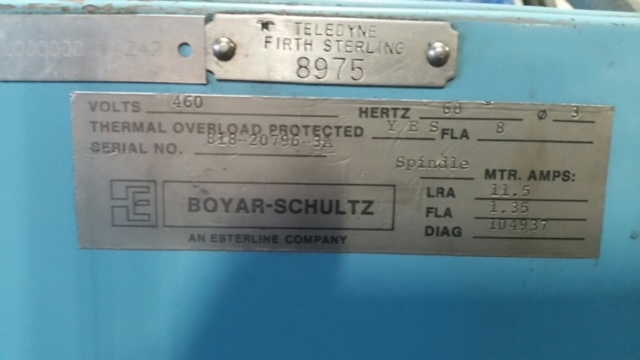 4242
TELEDYNE
FIRTH STERLING
8975
VOLTS 460 HERTZ 60 Ø 3
THERMAL OVERLOAD PROTECTED YES FLA 8
SERIAL NO. 818-20796-3A
Spindle MTR. AMPS:
LRA 11.5
BOYAR-SCHULTZ FLA 1.35
AN ESTERLINE COMPANY DIAG 104937